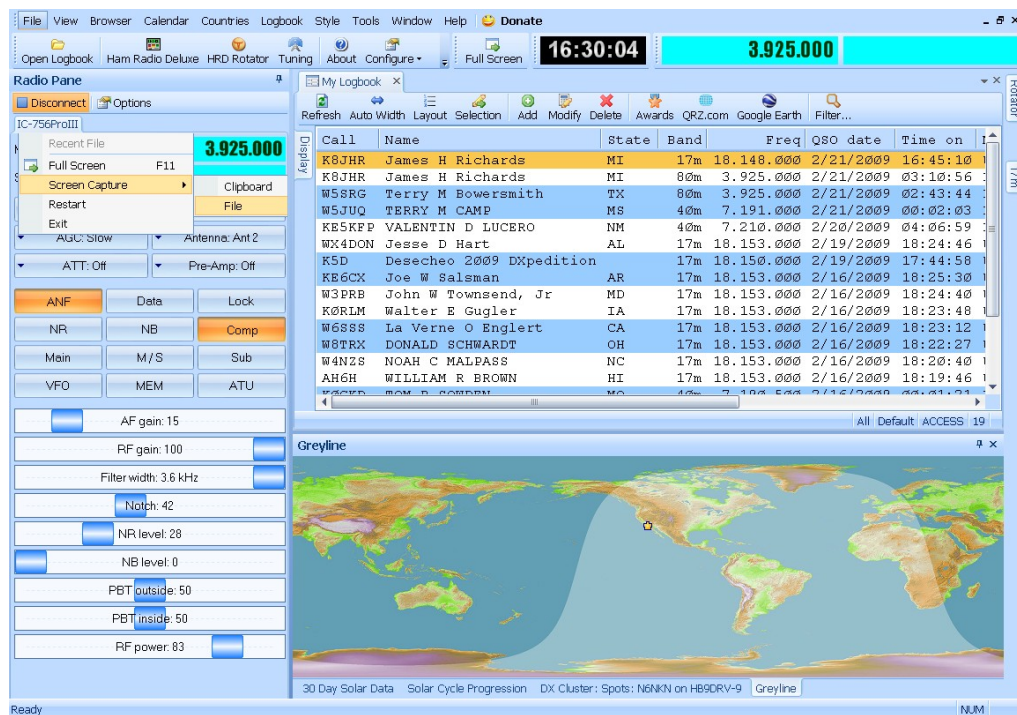 File View Browser Calendar Countries Logbook Style Tools Window Help Donate
Open Logbook Ham Radio Deluxe HRD Rotator Tuning About Configure Full Screen 16:30:04 3.925.000
Radio Pane
Disconnect Options
IC-756ProIII
3.925.000
Recent File
Full Screen F11
Screen Capture
Restart
Exit
Clipboard
File
AGC: Slow Antenna: Ant 2
ATT: Off Pre-Amp: Off
ANF Data Lock
NR NB Comp
Main M/S Sub
VFO MEM ATU
AF gain: 15
RF gain: 100
Filter width: 3.6 kHz
Notch: 42
NR level: 28
NB level: 0
PBT outside: 50
PBT inside: 50
RF power: 83
My Logbook
Refresh Auto Width Layout Selection Add Modify Delete Awards QRZ.com Google Earth Filter...
Display
Rotator
Call Name State Band Freq QSO date Time on
K8JHR James H Richards MI 17m 18.148.000 2/21/2009 16:45:10
K8JHR James H Richards MI 80m 3.925.000 2/21/2009 03:10:56
W5SRG Terry M Bowersmith TX 80m 3.925.000 2/21/2009 02:43:44
W5JUQ TERRY M CAMP MS 40m 7.191.000 2/21/2009 00:02:03
KE5KFP VALENTIN D LUCERO NM 40m 7.210.000 2/20/2009 04:06:59
WX4DON Jesse D Hart AL 17m 18.153.000 2/19/2009 18:24:46
K5D Desecheo 2009 DXpedition 17m 18.150.000 2/19/2009 17:44:58
KE6CX Joe W Salsman AR 17m 18.153.000 2/16/2009 18:25:30
W3PRB John W Townsend, Jr MD 17m 18.153.000 2/16/2009 18:24:40
KØRLM Walter E Gugler IA 17m 18.153.000 2/16/2009 18:23:48
W6SSS La Verne O Englert CA 17m 18.153.000 2/16/2009 18:23:12
W8TRX DONALD SCHWARDT OH 17m 18.153.000 2/16/2009 18:22:27
W4NZS NOAH C MALPASS NC 17m 18.153.000 2/16/2009 18:20:40
AH6H WILLIAM R BROWN HI 17m 18.153.000 2/16/2009 18:19:46
All Default ACCESS 19
Greyline
30 Day Solar Data Solar Cycle Progression DX Cluster: Spots: N6NKN on HB9DRV-9 Greyline
Ready NUM